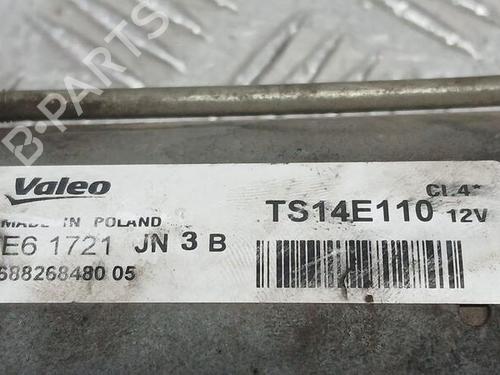 Valeo
MADE IN POLAND
E6 1721 JN 3 B
688268480 05
CL4*
TS14E110 12V
B-PARTS